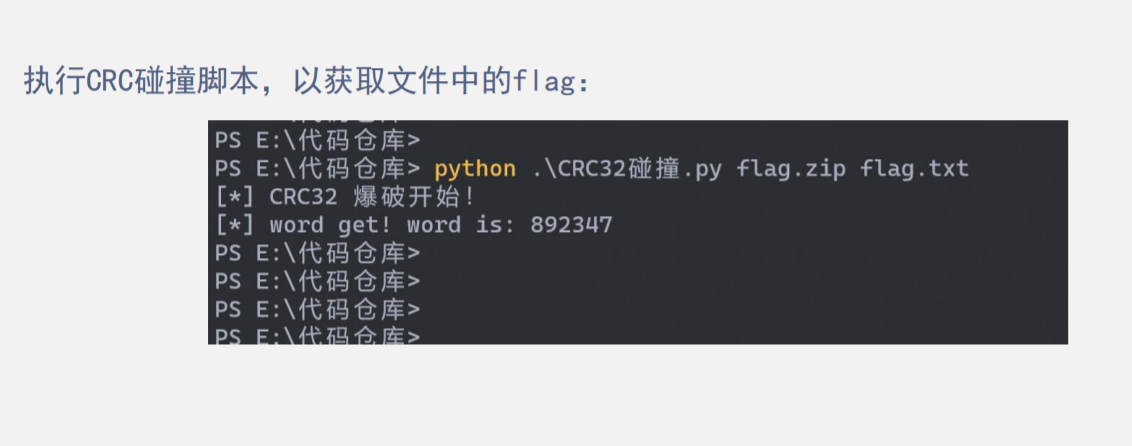 执行CRC碰撞脚本，以获取文件中的flag：
PS E:\代码仓库>
PS E:\代码仓库> python .\CRC32碰撞.py flag.zip flag.txt
[*] CRC32 爆破开始！
[*] word get! word is: 892347
PS E:\代码仓库>
PS E:\代码仓库>
PS E:\代码仓库>
PS E:\代码仓库>